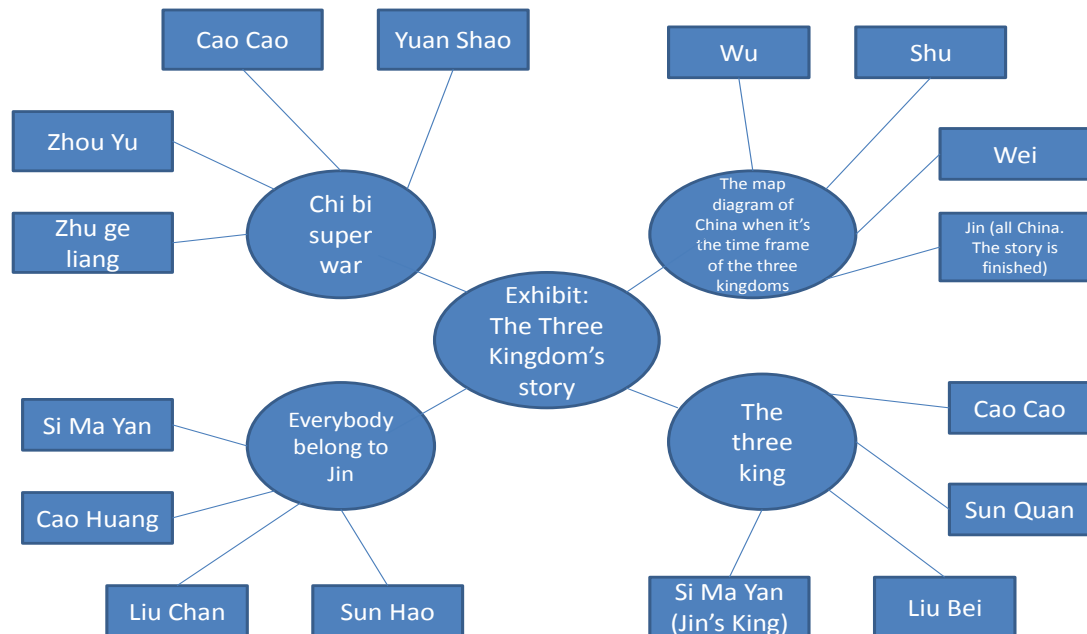 Cao Cao
Yuan Shao
Zhou Yu
Zhu ge
liang
Chi bi
super
war
Wu
Shu
Wei
Jin (all China.
The story is
finished)
The map
diagram of
China when it's
the time frame
of the three
kingdoms
Exhibit:
The Three
Kingdom's
story
Everybody
belong to
Jin
Si Ma Yan
Cao Huang
Liu Chan
Sun Hao
The
three
king
Cao Cao
Sun Quan
Liu Bei
Si Ma Yan
(Jin's King)